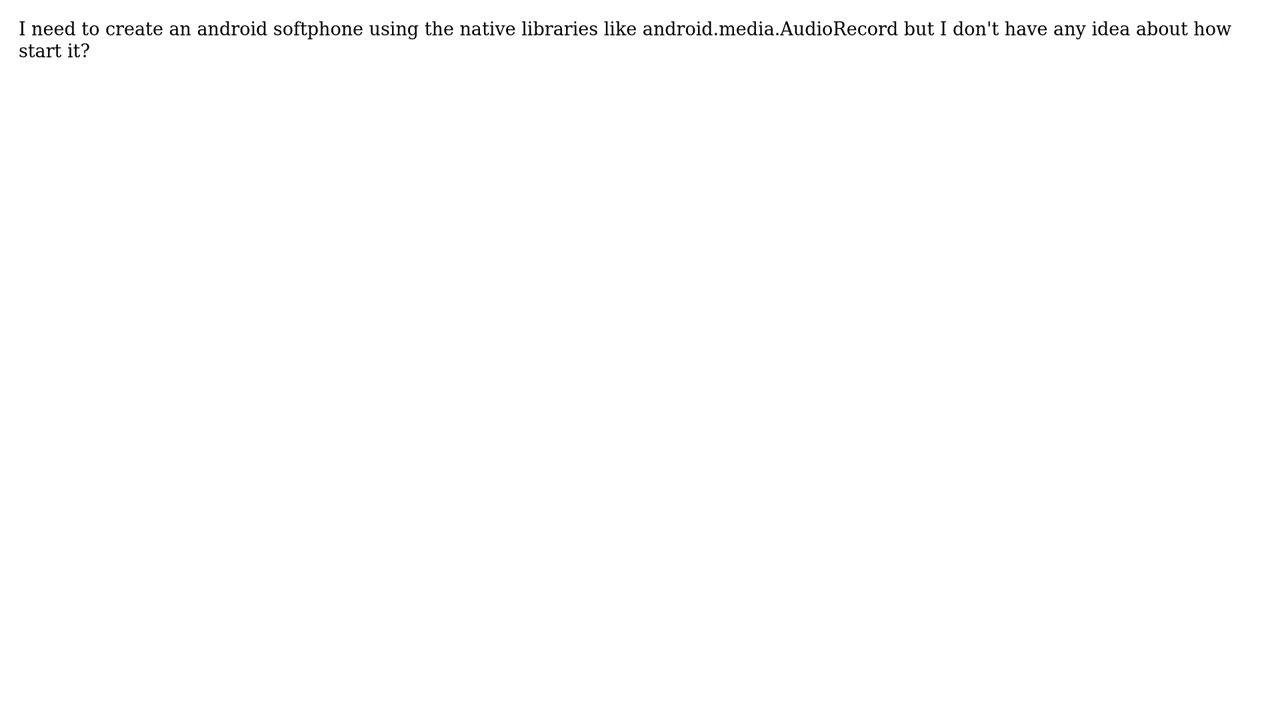 I need to create an android softphone using the native libraries like android.media.AudioRecord but I don't have any idea about how
start it?